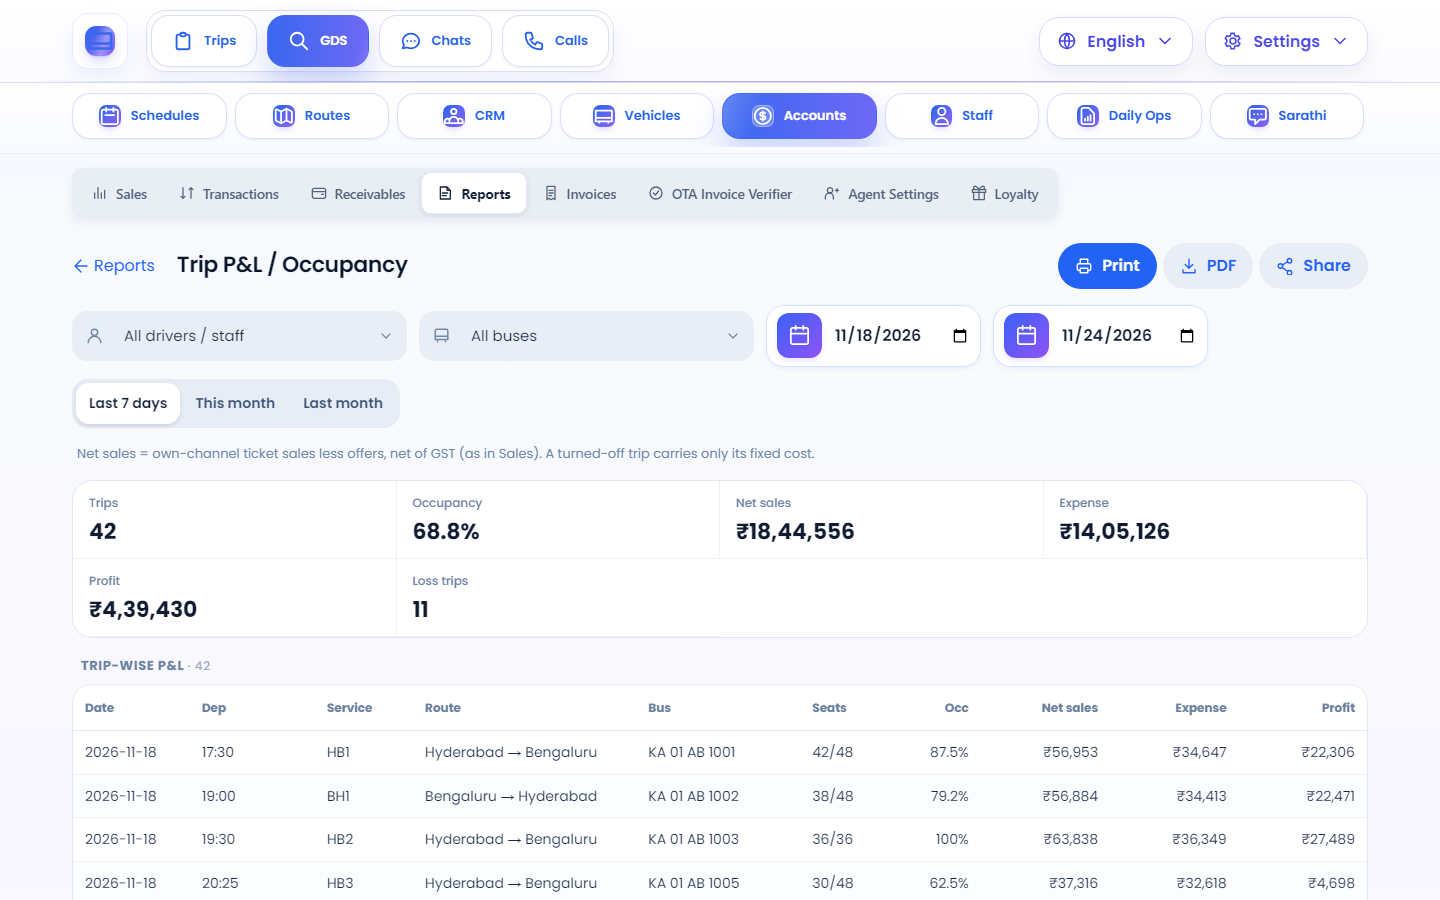 Trips
GDS
Chats
Calls
English
Settings
Schedules
Routes
CRM
Vehicles
Accounts
Staff
Daily Ops
Sarathi
Sales
Transactions
Receivables
Reports
Invoices
OTA Invoice Verifier
Agent Settings
Loyalty
← Reports
Trip P&L / Occupancy
Print
PDF
Share
All drivers / staff
All buses
11/18/2026
11/24/2026
Last 7 days
This month
Last month
Net sales = own-channel ticket sales less offers, net of GST (as in Sales). A turned-off trip carries only its fixed cost.
Trips
42
Occupancy
68.8%
Net sales
₹18,44,556
Expense
₹14,05,126
Profit
₹4,39,430
Loss trips
11
TRIP-WISE P&L · 42
Date Dep Service Route Bus Seats Occ Net sales Expense Profit
2026-11-18 17:30 HB1 Hyderabad → Bengaluru KA 01 AB 1001 42/48 87.5% ₹56,953 ₹34,647 ₹22,306
2026-11-18 19:00 BH1 Bengaluru → Hyderabad KA 01 AB 1002 38/48 79.2% ₹56,884 ₹34,413 ₹22,471
2026-11-18 19:30 HB2 Hyderabad → Bengaluru KA 01 AB 1003 36/36 100% ₹63,838 ₹36,349 ₹27,489
2026-11-18 20:25 HB3 Hyderabad → Bengaluru KA 01 AB 1005 30/48 62.5% ₹37,316 ₹32,618 ₹4,698